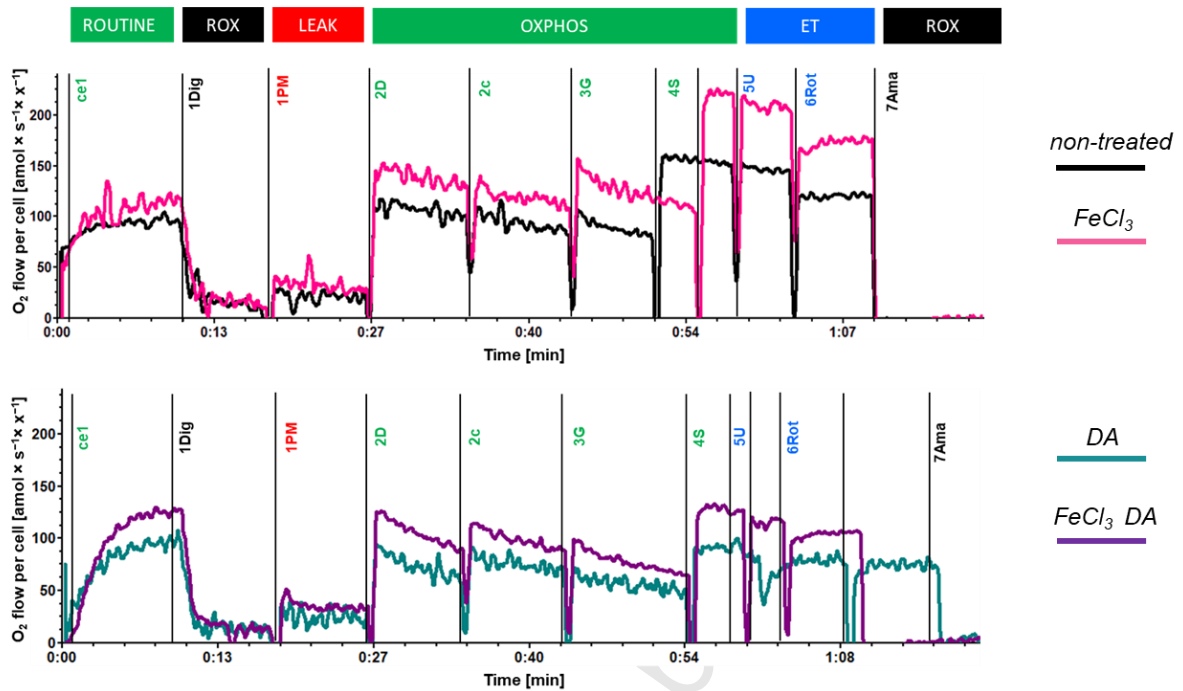 ROUTINE ROX LEAK OXPHOS ET ROX
O₂ flow per cell [amol × s⁻¹× x⁻¹]
200
150
100
50
0
ce1 1Dig 1PM 2D 2c 3G 4S 5U 6Rot 7Ama
0:00 0:13 0:27 0:40 0:54 1:07
Time [min]
non-treated
FeCl₃
O₂ flow per cell [amol × s⁻¹× x⁻¹]
200
150
100
50
0
ce1 1Dig 1PM 2D 2c 3G 4S 5U 6Rot 7Ama
0:00 0:13 0:27 0:40 0:54 1:08
Time [min]
DA
FeCl₃ DA